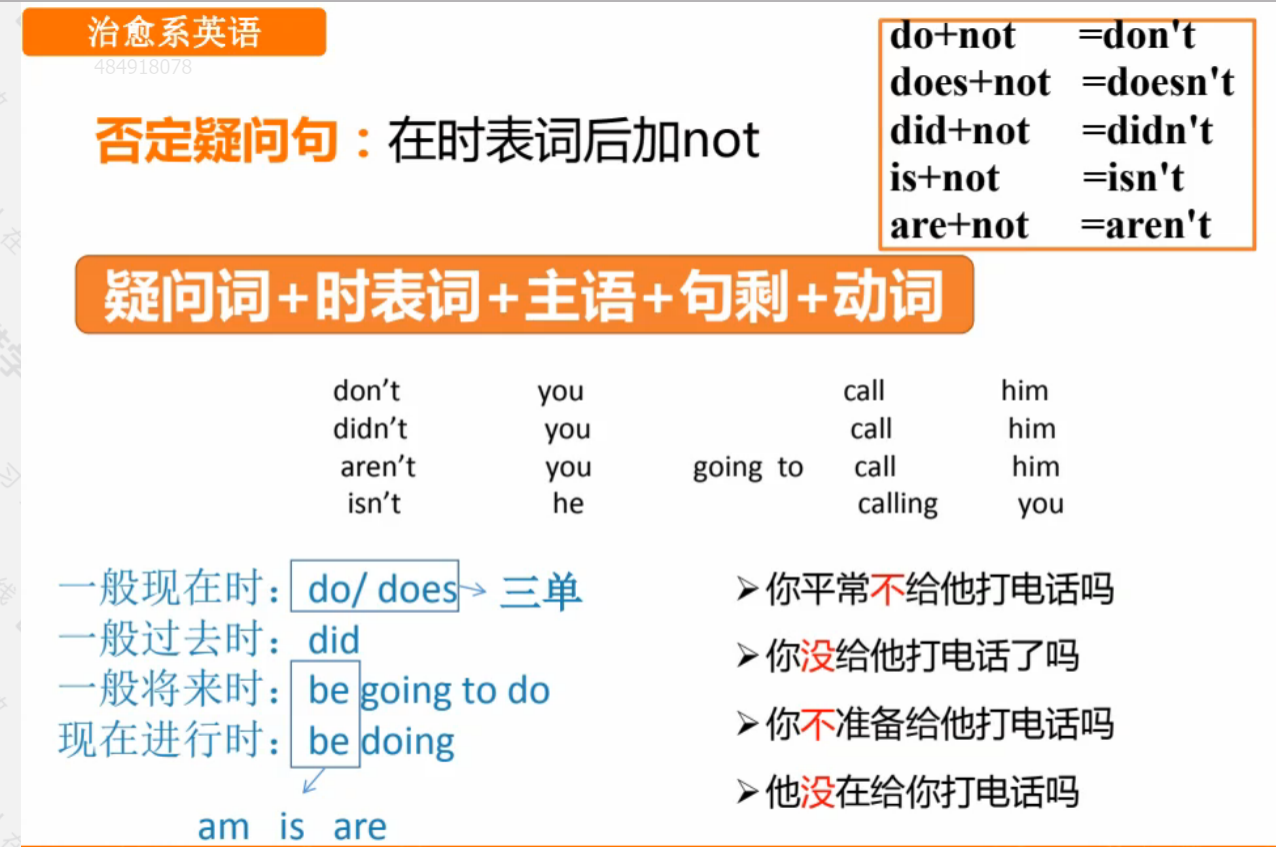 治愈系英语
484918078
do+not =don't
does+not =doesn't
did+not =didn't
is+not =isn't
are+not =aren't
否定疑问句：在时表词后加not
疑问词+时表词+主语+句剩+动词
don’t you call him
didn’t you call him
aren’t you going to call him
isn’t he calling you
一般现在时： do/ does 三单
一般过去时： did
一般将来时： be going to do
现在进行时： be doing
am is are
➢你平常不给他打电话吗
➢你没给他打电话了吗
➢你不准备给他打电话吗
➢他没在给你打电话吗